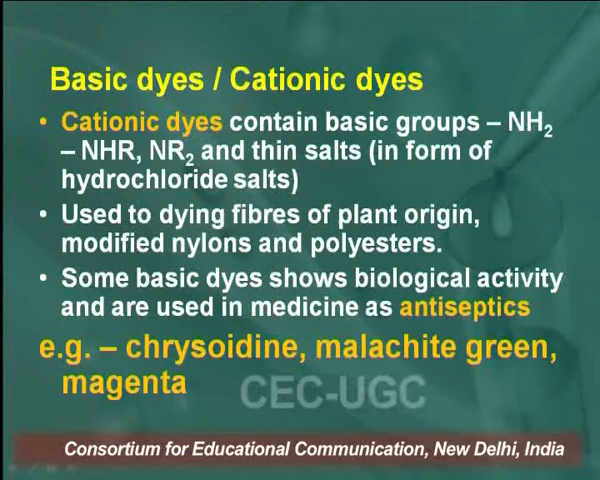 Basic dyes / Cationic dyes
• Cationic dyes contain basic groups – NH₂
– NHR, NR₂ and thin salts (in form of
hydrochloride salts)
• Used to dying fibres of plant origin,
modified nylons and polyesters.
• Some basic dyes shows biological activity
and are used in medicine as antiseptics
e.g. – chrysoidine, malachite green,
magenta
CEC-UGC
Consortium for Educational Communication, New Delhi, India